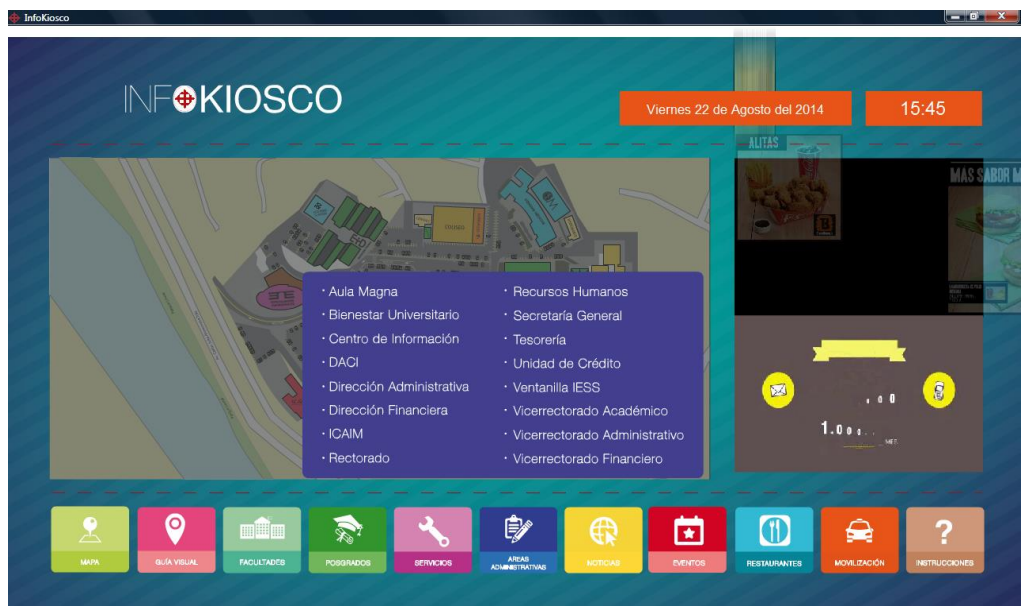 InfoKiosco
INFOKIOSCO
Viernes 22 de Agosto del 2014
15:45
ALITAS
MÁS SABOR M
· Aula Magna
· Bienestar Universitario
· Centro de Información
· DACI
· Dirección Administrativa
· Dirección Financiera
· ICAIM
· Rectorado
· Recursos Humanos
· Secretaría General
· Tesorería
· Unidad de Crédito
· Ventanilla IESS
· Vicerrectorado Académico
· Vicerrectorado Administrativo
· Vicerrectorado Financiero
MAPA
GUÍA VISUAL
FACULTADES
POSGRADOS
SERVICIOS
AREAS
ADMINISTRATIVAS
NOTICIAS
EVENTOS
RESTAURANTES
MOVILIZACIÓN
INSTRUCCIONES